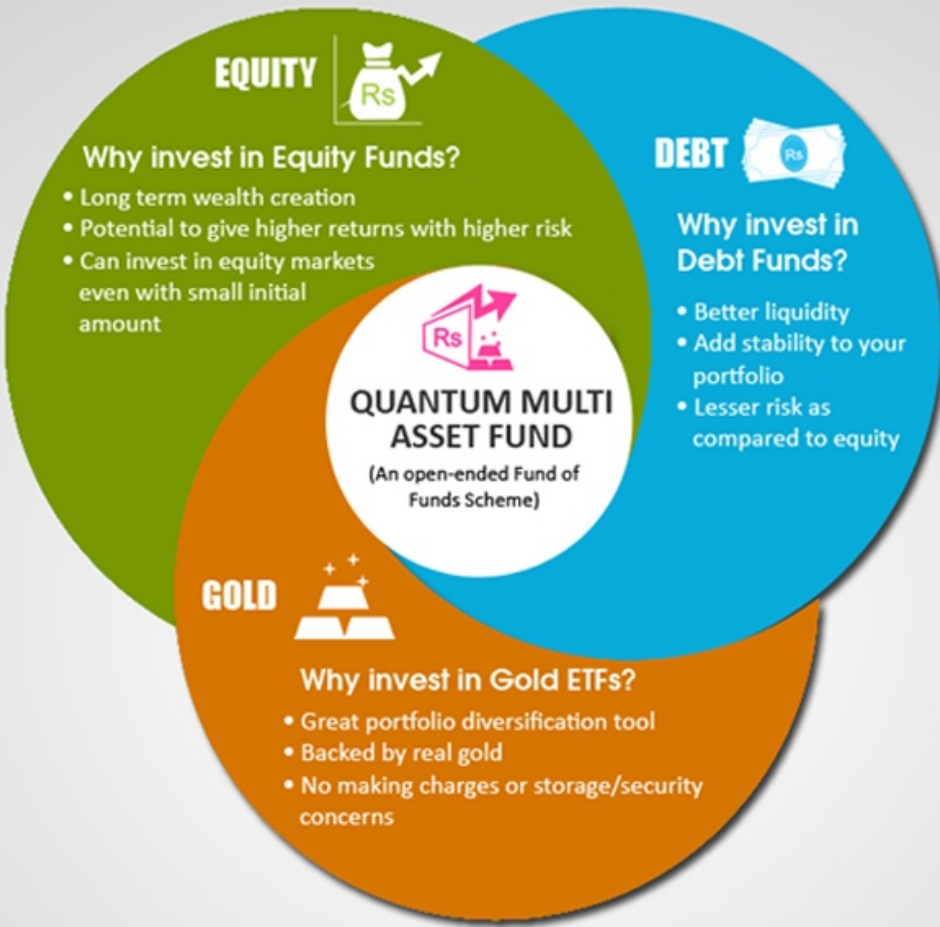 EQUITY
Rs
Why invest in Equity Funds?
• Long term wealth creation
• Potential to give higher returns with higher risk
• Can invest in equity markets
even with small initial
amount
DEBT
Rs
Why invest in
Debt Funds?
• Better liquidity
• Add stability to your
portfolio
• Lesser risk as
compared to equity
Rs
QUANTUM MULTI
ASSET FUND
(An open-ended Fund of
Funds Scheme)
GOLD
Why invest in Gold ETFs?
• Great portfolio diversification tool
• Backed by real gold
• No making charges or storage/security
concerns